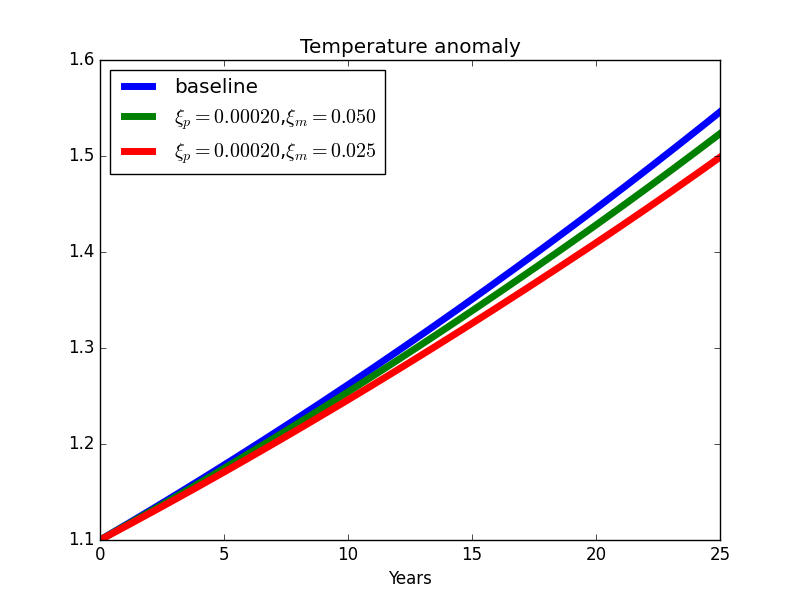 Temperature anomaly
1.6
baseline
ξₚ = 0.00020,ξₘ = 0.050
ξₚ = 0.00020,ξₘ = 0.025
1.5
1.4
1.3
1.2
1.1
0 5 10 15 20 25
Years